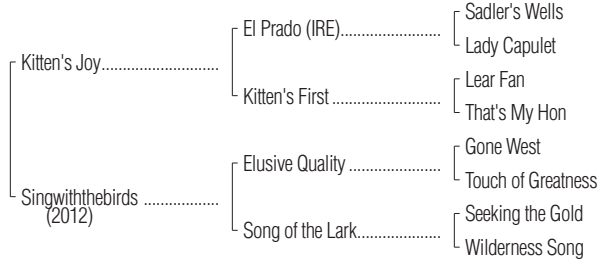 Sadler's Wells
El Prado (IRE)........................
Lady Capulet
Kitten's Joy............................
Lear Fan
Kitten's First ..........................
That's My Hon
Gone West
Elusive Quality ......................
Touch of Greatness
Singwiththebirds ..................
(2012)
Seeking the Gold
Song of the Lark....................
Wilderness Song